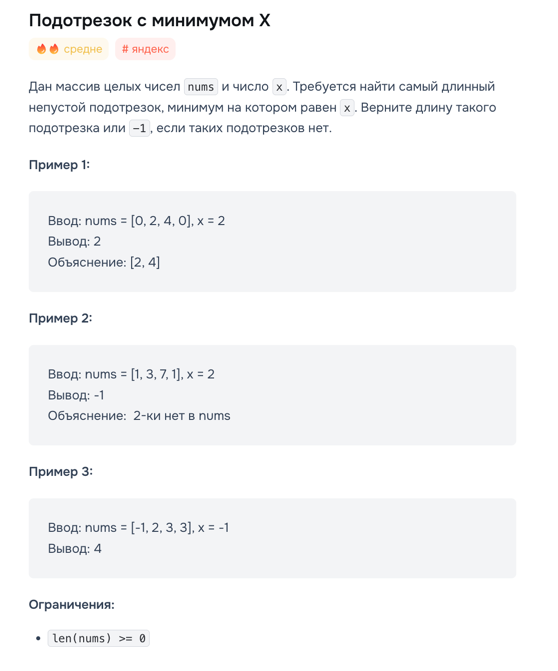 Подотрезок с минимумом X
🔥🔥 средне # яндекс
Дан массив целых чисел nums и число x. Требуется найти самый длинный
непустой подотрезок, минимум на котором равен x. Верните длину такого
подотрезка или −1, если таких подотрезков нет.
Пример 1:
Ввод: nums = [0, 2, 4, 0], x = 2
Вывод: 2
Объяснение: [2, 4]
Пример 2:
Ввод: nums = [1, 3, 7, 1], x = 2
Вывод: -1
Объяснение: 2-ки нет в nums
Пример 3:
Ввод: nums = [-1, 2, 3, 3], x = -1
Вывод: 4
Ограничения:
• len(nums) >= 0